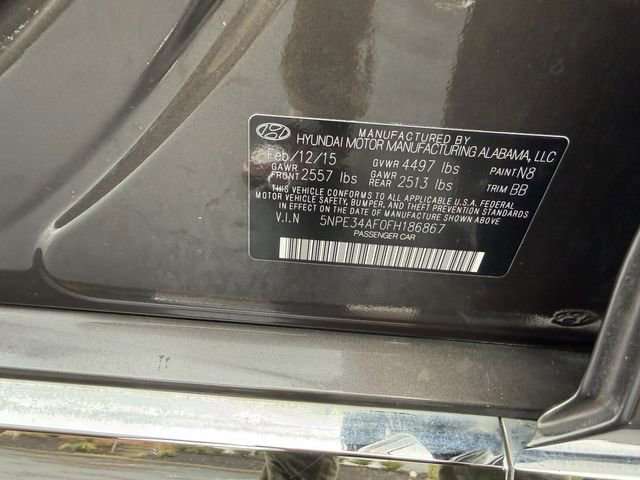 MANUFACTURED BY
HYUNDAI MOTOR MANUFACTURING ALABAMA, LLC
Feb/12/15 GVWR 4497 lbs PAINT N8
GAWR FRONT 2557 lbs GAWR REAR 2513 lbs TRIM BB
THIS VEHICLE CONFORMS TO ALL APPLICABLE U.S.A. FEDERAL
MOTOR VEHICLE SAFETY, BUMPER, AND THEFT PREVENTION STANDARDS
IN EFFECT ON THE DATE OF MANUFACTURE SHOWN ABOVE
V.I.N 5NPE34AF0FH186867
PASSENGER CAR